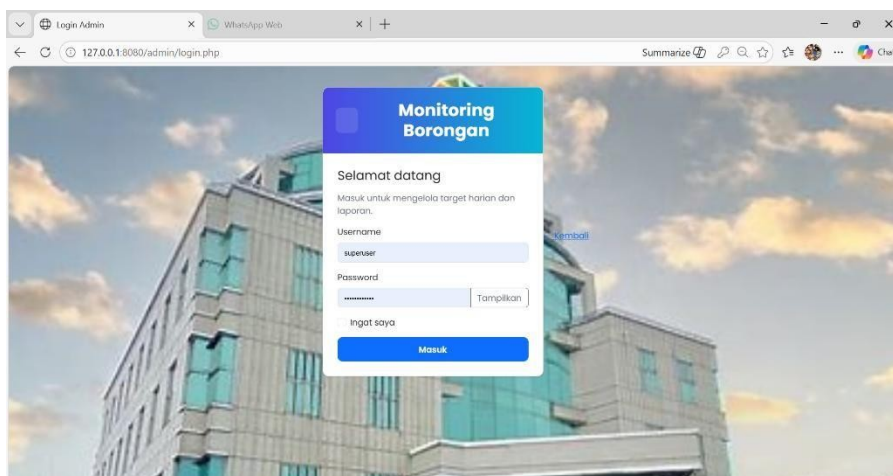 Login Admin
WhatsApp Web
127.0.0.1:8080/admin/login.php
Summarize
Cha
Monitoring
Borongan
Selamat datang
Masuk untuk mengelola target harian dan
laporan.
Username
superuser
Kembali
Password
Tampilkan
Ingat saya
Masuk